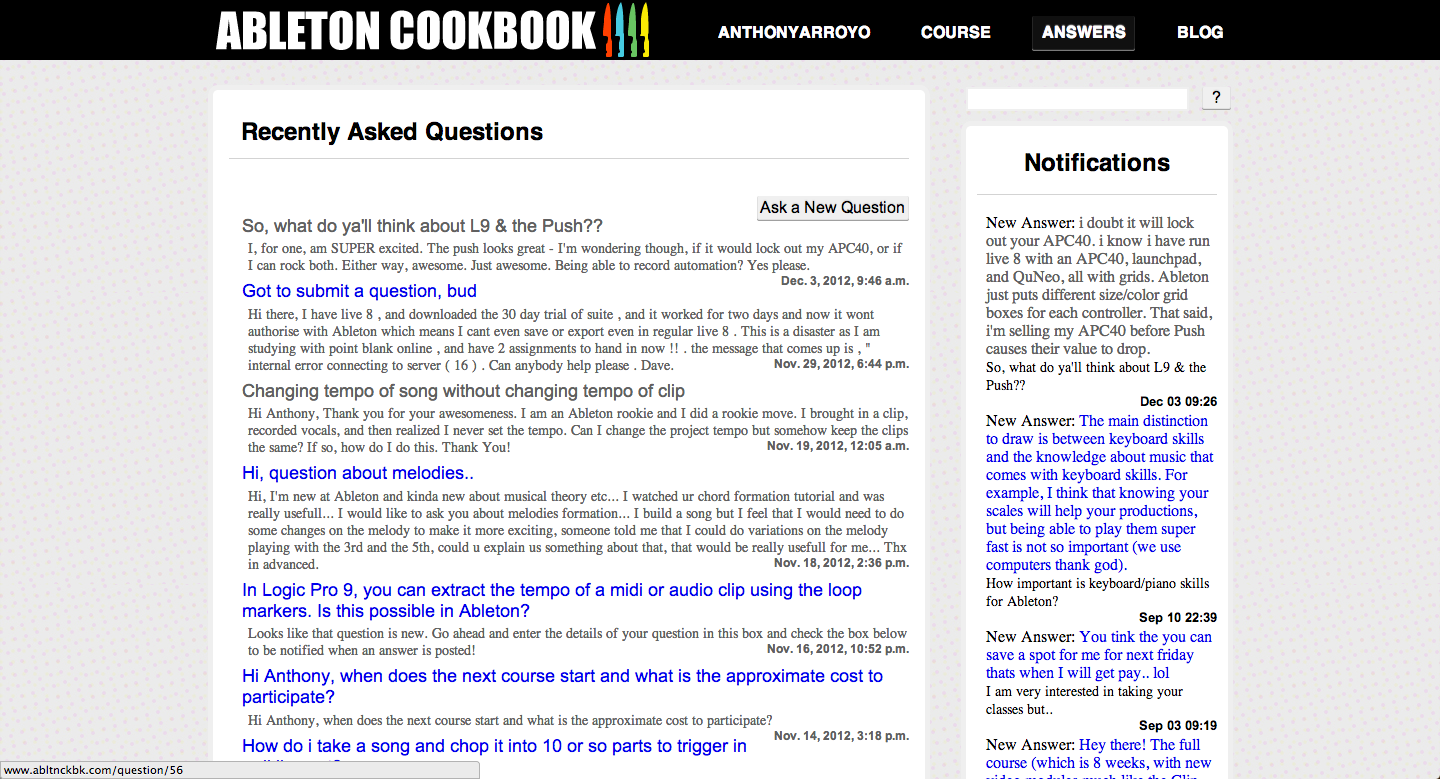 ABLETON COOKBOOK
ANTHONYARROYO
COURSE
ANSWERS
BLOG
Recently Asked Questions
Ask a New Question
So, what do ya'll think about L9 & the Push??
I, for one, am SUPER excited. The push looks great - I'm wondering though, if it would lock out my APC40, or if
I can rock both. Either way, awesome. Just awesome. Being able to record automation? Yes please.
Dec. 3, 2012, 9:46 a.m.
Got to submit a question, bud
Hi there, I have live 8 , and downloaded the 30 day trial of suite , and it worked for two days and now it wont
authorise with Ableton which means I cant even save or export even in regular live 8 . This is a disaster as I am
studying with point blank online , and have 2 assignments to hand in now !! . the message that comes up is , "
internal error connecting to server ( 16 ) . Can anybody help please . Dave.
Nov. 29, 2012, 6:44 p.m.
Changing tempo of song without changing tempo of clip
Hi Anthony, Thank you for your awesomeness. I am an Ableton rookie and I did a rookie move. I brought in a clip,
recorded vocals, and then realized I never set the tempo. Can I change the project tempo but somehow keep the clips
the same? If so, how do I do this. Thank You!
Nov. 19, 2012, 12:05 a.m.
Hi, question about melodies..
Hi, I'm new at Ableton and kinda new about musical theory etc... I watched ur chord formation tutorial and was
really usefull... I would like to ask you about melodies formation... I build a song but I feel that I would need to do
some changes on the melody to make it more exciting, someone told me that I could do variations on the melody
playing with the 3rd and the 5th, could u explain us something about that, that would be really usefull for me... Thx
in advanced.
Nov. 18, 2012, 2:36 p.m.
In Logic Pro 9, you can extract the tempo of a midi or audio clip using the loop
markers. Is this possible in Ableton?
Looks like that question is new. Go ahead and enter the details of your question in this box and check the box below
to be notified when an answer is posted!
Nov. 16, 2012, 10:52 p.m.
Hi Anthony, when does the next course start and what is the approximate cost to
participate?
Hi Anthony, when does the next course start and what is the approximate cost to participate?
Nov. 14, 2012, 3:18 p.m.
How do i take a song and chop it into 10 or so parts to trigger in
www.abltnckbk.com/question/56
?
Notifications
New Answer: i doubt it will lock
out your APC40. i know i have run
live 8 with an APC40, launchpad,
and QuNeo, all with grids. Ableton
just puts different size/color grid
boxes for each controller. That said,
i'm selling my APC40 before Push
causes their value to drop.
So, what do ya'll think about L9 & the
Push??
Dec 03 09:26
New Answer: The main distinction
to draw is between keyboard skills
and the knowledge about music that
comes with keyboard skills. For
example, I think that knowing your
scales will help your productions,
but being able to play them super
fast is not so important (we use
computers thank god).
How important is keyboard/piano skills
for Ableton?
Sep 10 22:39
New Answer: You tink the you can
save a spot for me for next friday
thats when I will get pay.. lol
I am very interested in taking your
classes but..
Sep 03 09:19
New Answer: Hey there! The full
course (which is 8 weeks, with new